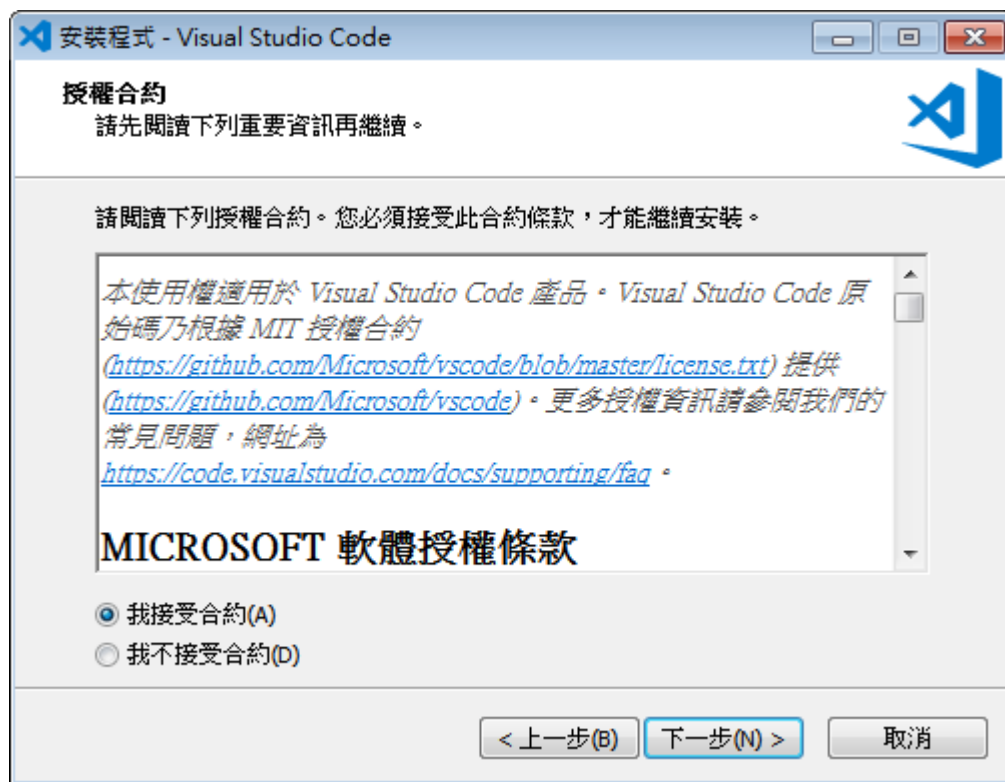 安裝程式 - Visual Studio Code
授權合約
請先閱讀下列重要資訊再繼續。
請閱讀下列授權合約。您必須接受此合約條款，才能繼續安裝。
本使用權適用於 Visual Studio Code 產品。Visual Studio Code 原
始碼乃根據 MIT 授權合約
(https://github.com/Microsoft/vscode/blob/master/license.txt) 提供
(https://github.com/Microsoft/vscode)。更多授權資訊請參閱我們的
常見問題，網址為
https://code.visualstudio.com/docs/supporting/faq。
MICROSOFT 軟體授權條款
我接受合約(A)
我不接受合約(D)
< 上一步(B)
下一步(N) >
取消